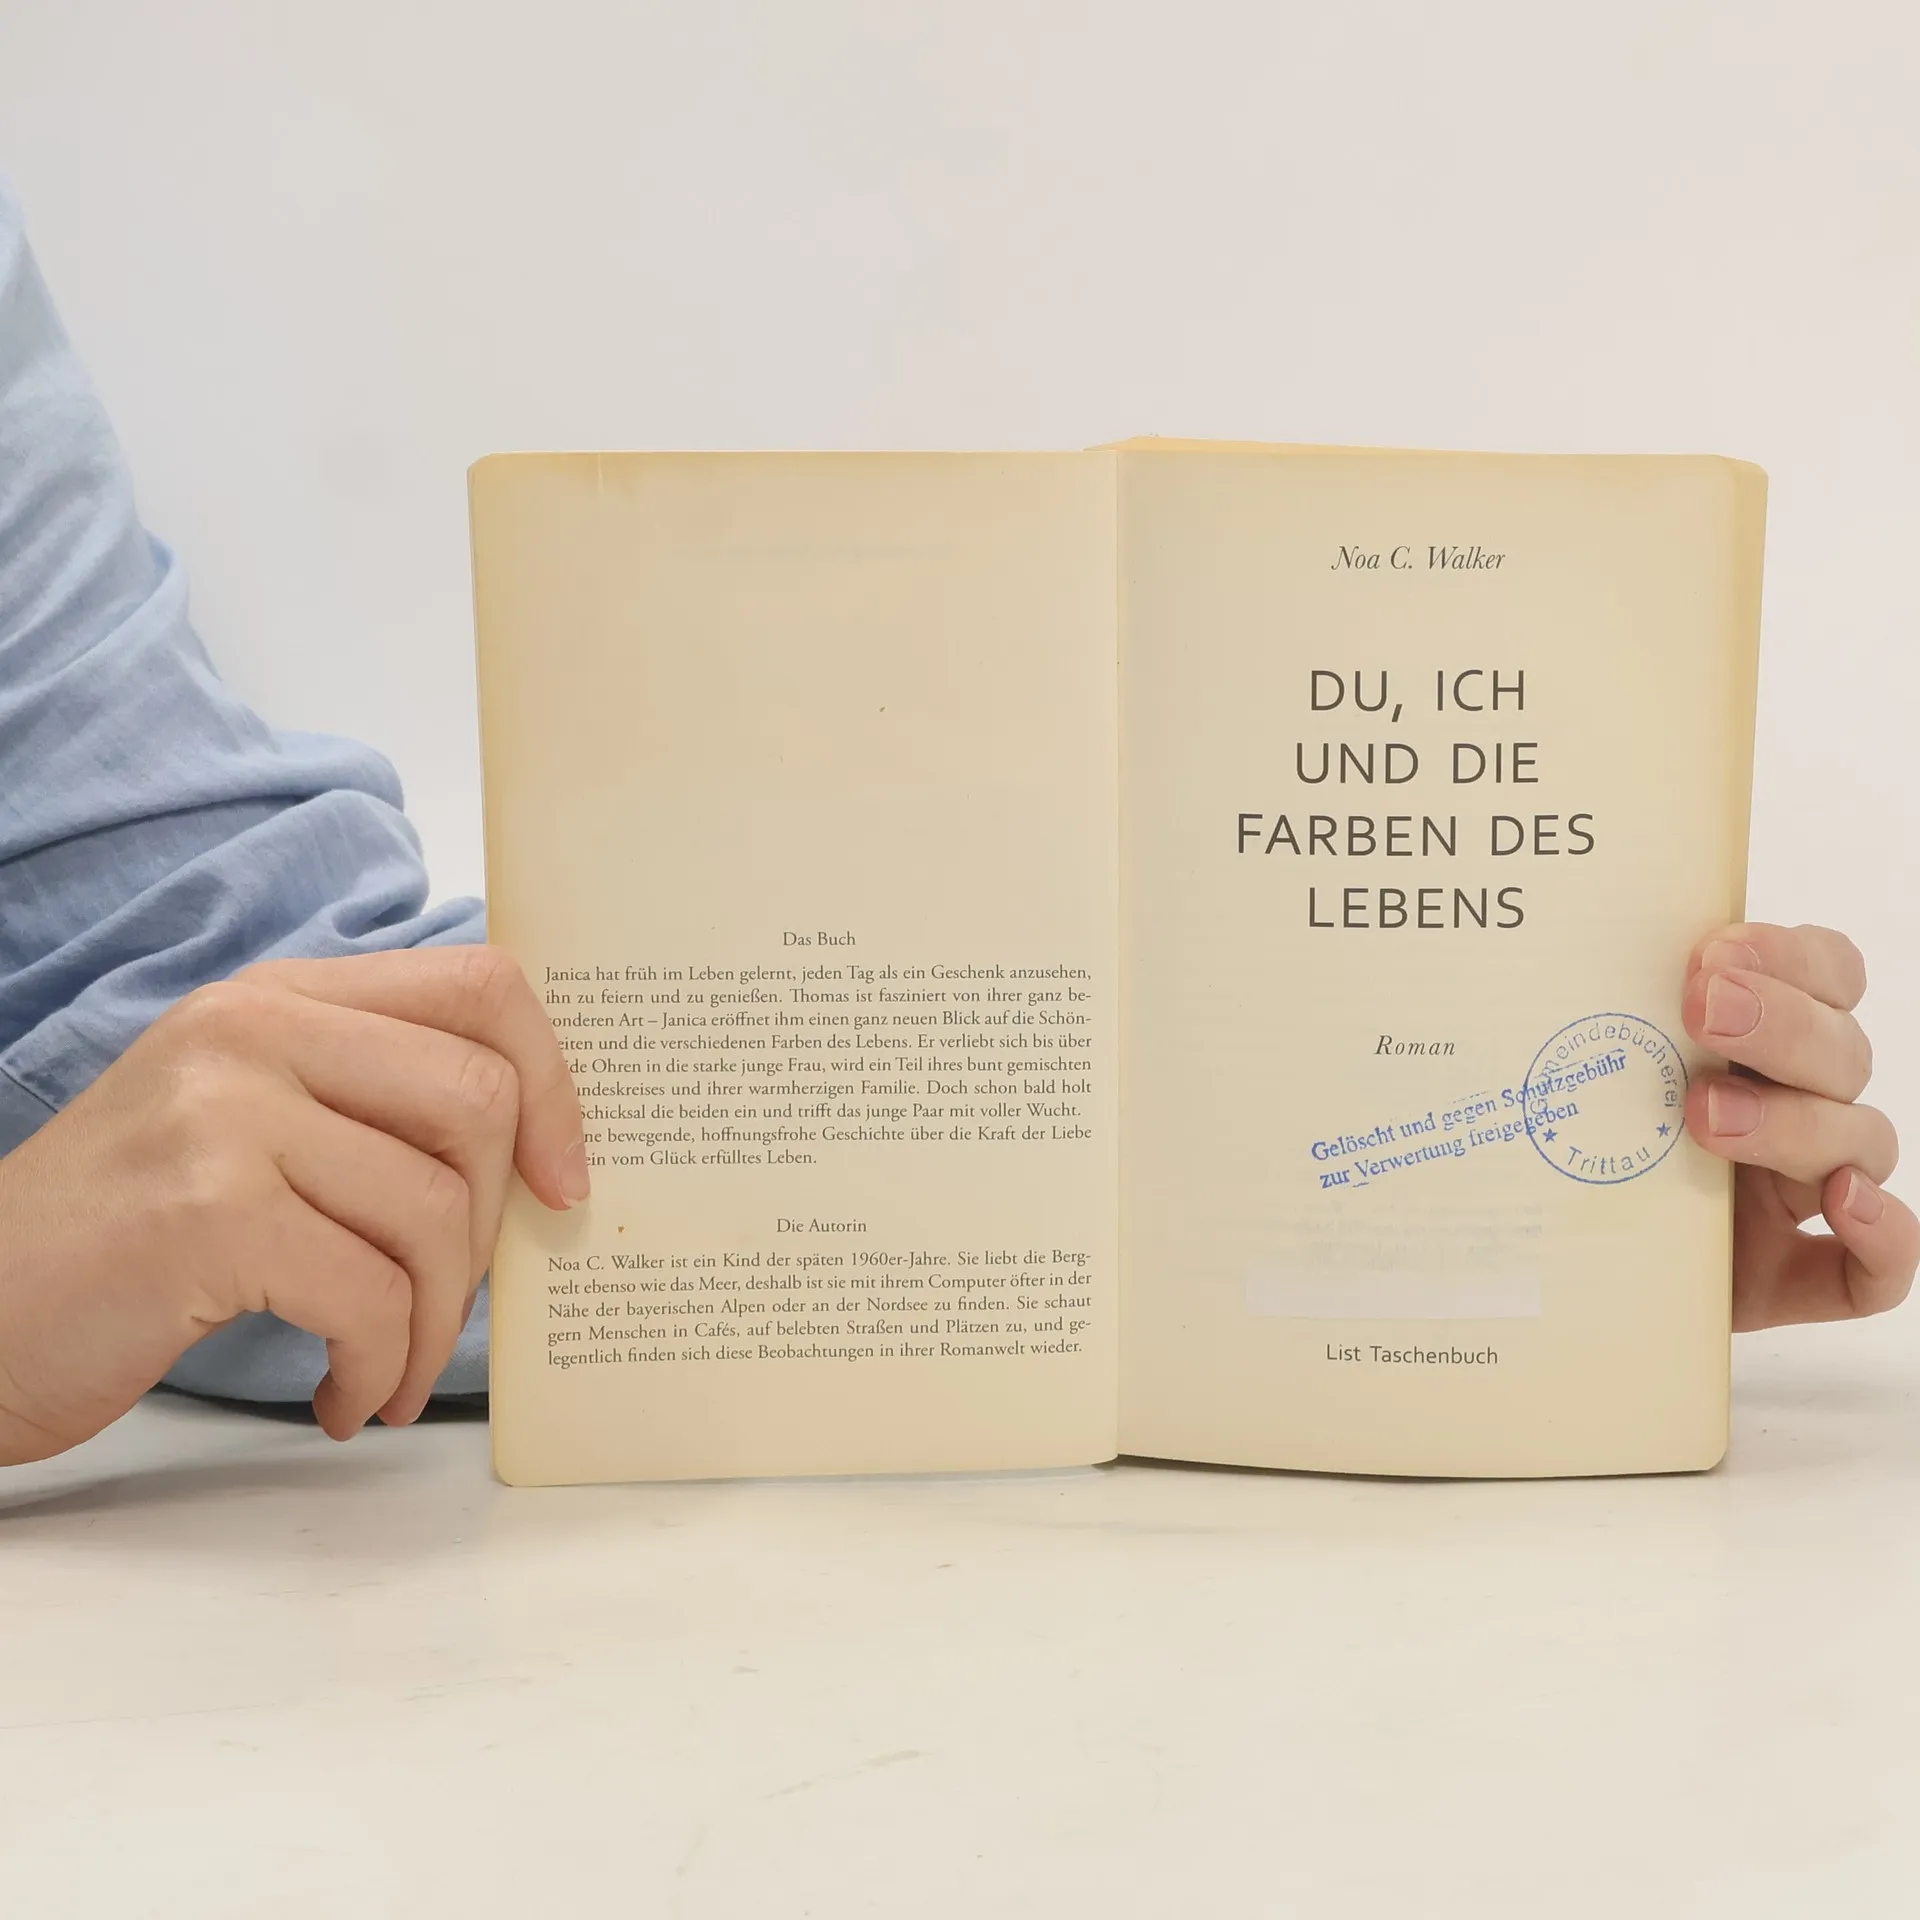 Das Buch
Janica hat früh im Leben gelernt, jeden Tag als ein Geschenk anzusehen,
ihn zu feiern und zu genießen. Thomas ist fasziniert von ihrer ganz be-
onderen Art – Janica eröffnet ihm einen ganz neuen Blick auf die Schön-
eiten und die verschiedenen Farben des Lebens. Er verliebt sich bis über
de Ohren in die starke junge Frau, wird ein Teil ihres bunt gemischten
undeskreises und ihrer warmherzigen Familie. Doch schon bald holt
Schicksal die beiden ein und trifft das junge Paar mit voller Wucht.
ne bewegende, hoffnungsfrohe Geschichte über die Kraft der Liebe
ein vom Glück erfülltes Leben.
Die Autorin
Noa C. Walker ist ein Kind der späten 1960er-Jahre. Sie liebt die Berg-
welt ebenso wie das Meer, deshalb ist sie mit ihrem Computer öfter in der
Nähe der bayerischen Alpen oder an der Nordsee zu finden. Sie schaut
gern Menschen in Cafés, auf belebten Straßen und Plätzen zu, und ge-
legentlich finden sich diese Beobachtungen in ihrer Romanwelt wieder.
Noa C. Walker
DU, ICH
UND DIE
FARBEN DES
LEBENS
Roman
Gemeindebücherei
Trittau
Gelöscht und gegen Schutzgebühr
zur Verwertung freigegeben
List Taschenbuch